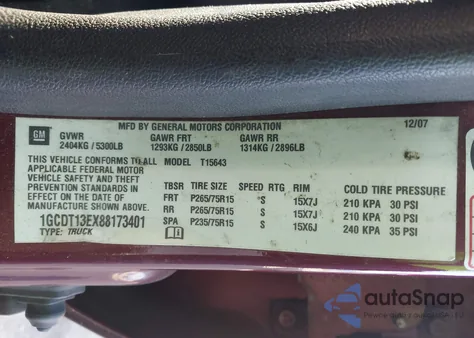 MFD BY GENERAL MOTORS CORPORATION 12/07
GM GVWR GAWR FRT GAWR RR
2404KG / 5300LB 1293KG / 2850LB 1314KG / 2896LB
THIS VEHICLE CONFORMS TO ALL MODEL T15643
APPLICABLE FEDERAL MOTOR
VEHICLE SAFETY AND THEFT TBSR TIRE SIZE SPEED RTG RIM COLD TIRE PRESSURE
PREVENTION STANDARDS IN FRT P265/75R15 S 15X7J 210 KPA 30 PSI
EFFECT ON THE DATE OF RR P265/75R15 S 15X7J 210 KPA 30 PSI
MANUFACTURE SHOWN ABOVE. SPA P235/75R15 S 15X6J 240 KPA 35 PSI
1GCDT13EX88173401
TYPE: TRUCK
autoSnap